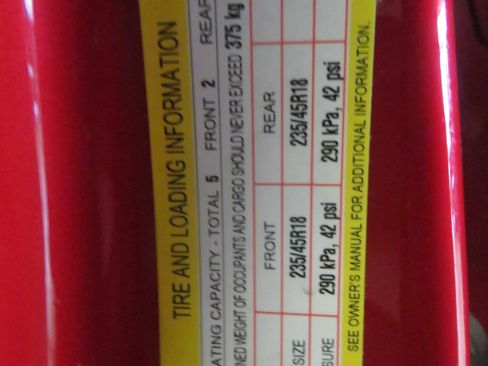 TIRE AND LOADING INFORMATION
ATING CAPACITY - TOTAL 5 FRONT 2 REAR
NED WEIGHT OF OCCUPANTS AND CARGO SHOULD NEVER EXCEED 375 kg
FRONT REAR
SIZE 235/45R18 235/45R18
SURE 290 kPa, 42 psi 290 kPa, 42 psi
SEE OWNER'S MANUAL FOR ADDITIONAL INFORMATION.